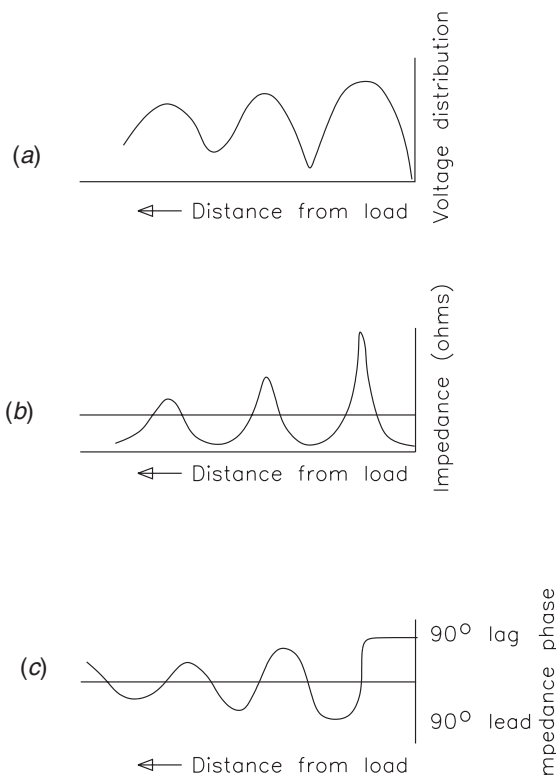 (a)
Voltage distribution
Distance from load
(b)
Impedance (ohms)
Distance from load
(c)
90° lag
90° lead
Impedance phase
Distance from load